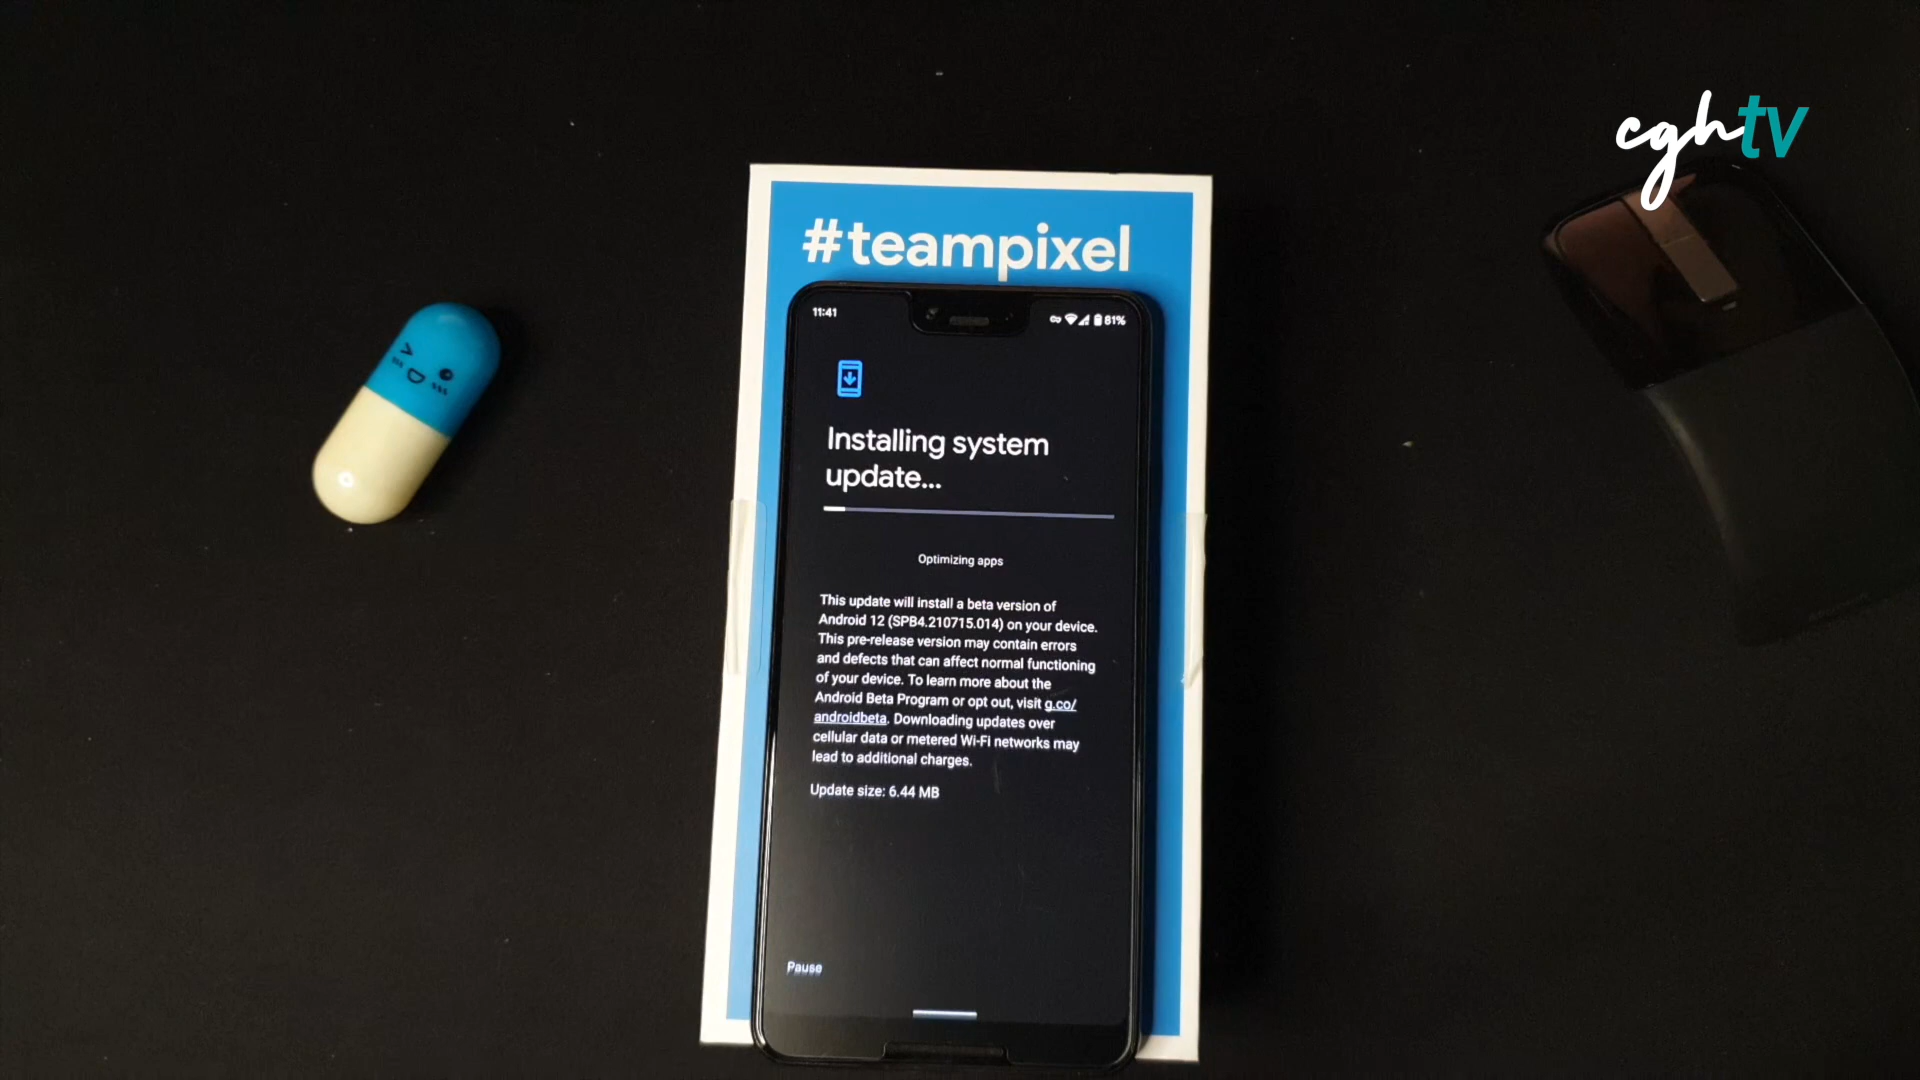 cghtv
#teampixel
11:41
81%
Installing system
update...
Optimizing apps
This update will install a beta version of
Android 12 (SPB4.210715.014) on your device.
This pre-release version may contain errors
and defects that can affect normal functioning
of your device. To learn more about the
Android Beta Program or opt out, visit g.co/
androidbeta. Downloading updates over
cellular data or metered Wi-Fi networks may
lead to additional charges.
Update size: 6.44 MB
Pause